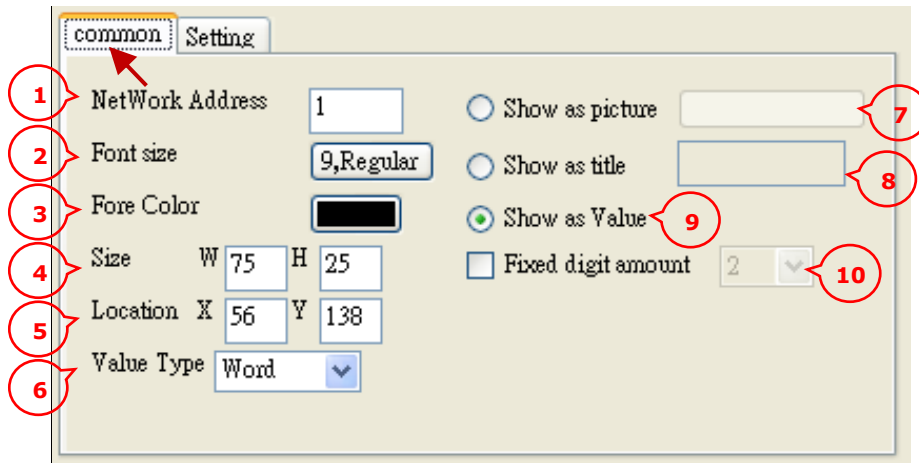 common Setting
1 NetWork Address 1
2 Font size 9,Regular
3 Fore Color
4 Size W 75 H 25
5 Location X 56 Y 138
6 Value Type Word
Show as picture 7
Show as title 8
Show as Value 9
Fixed digit amount 2 10